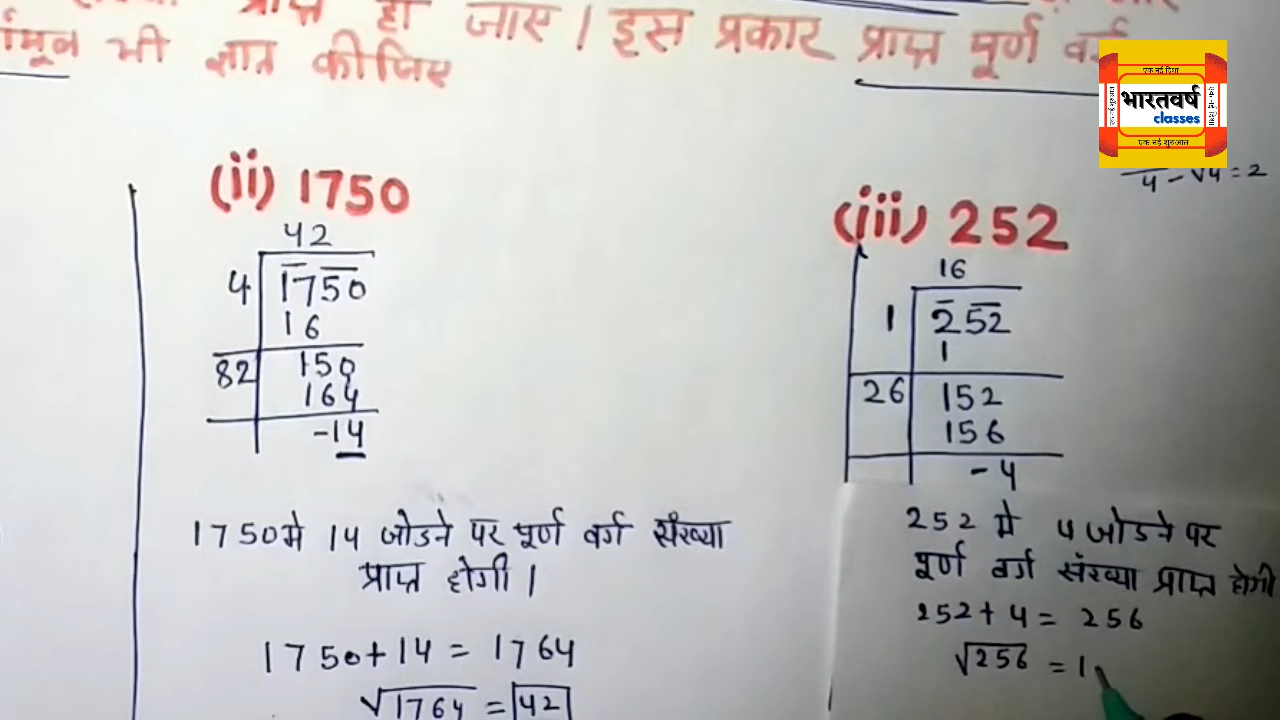 प्राप्त हो जाए । इस प्रकार प्राप्त पूर्ण वर्ग
भी ज्ञात कीजिए
एक नई दिशा
भारतवर्ष
classes
एक नई शुरुआत
4 - √4 = 2
(ii) 1750
42
4 1750
16
82 150
164
-14
1750 मे 14 जोडने पर पूर्ण वर्ग संख्या
प्राप्त होगी ।
1750 + 14 = 1764
√1764 = 42
(iii) 252
16
1 252
1
26 152
156
-4
252 मे 4 जोडने पर
पूर्ण वर्ग संख्या प्राप्त होगी
252 + 4 = 256
√256 = 1